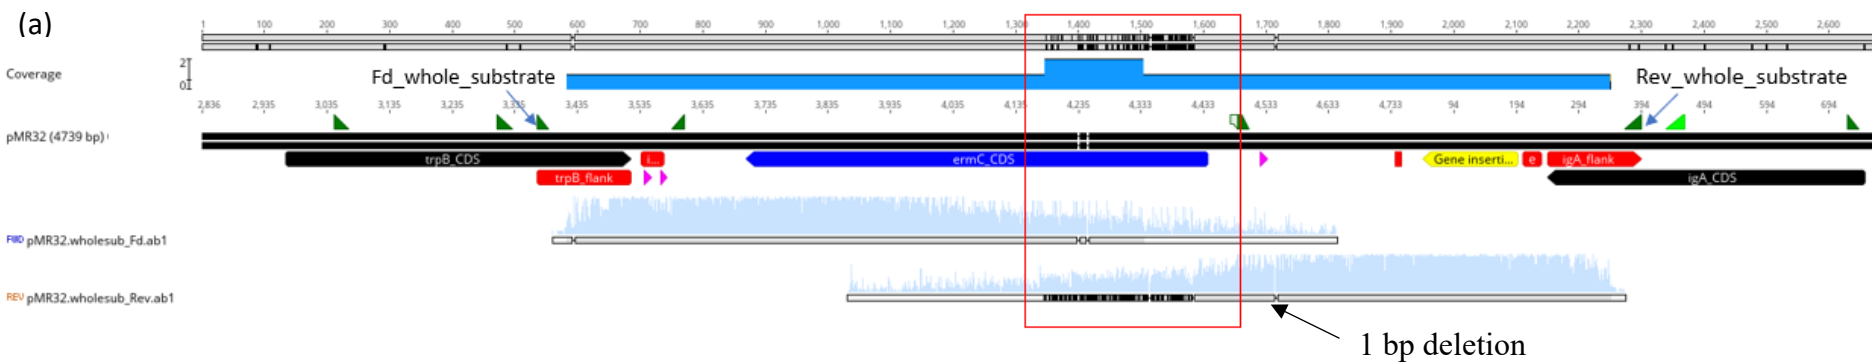 (a)
1 100 200 300 400 500 600 700 800 900 1,000 1,100 1,200 1,300 1,400 1,500 1,600 1,700 1,800 1,900 2,000 2,100 2,200 2,300 2,400 2,500 2,600
Coverage
2
0
Fd_whole_substrate
Rev_whole_substrate
2,836 2,935 3,035 3,135 3,235 3,335 3,435 3,535 3,635 3,735 3,835 3,935 4,035 4,135 4,235 4,333 4,433 4,533 4,633 4,733 94 194 294 394 494 594 694
pMR32 (4739 bp)
trpB_CDS i... ermC_CDS Gene inserti... e igA_flank
trpB_flank igA_CDS
FWD pMR32.wholesub_Fd.ab1
REV pMR32.wholesub_Rev.ab1
1 bp deletion